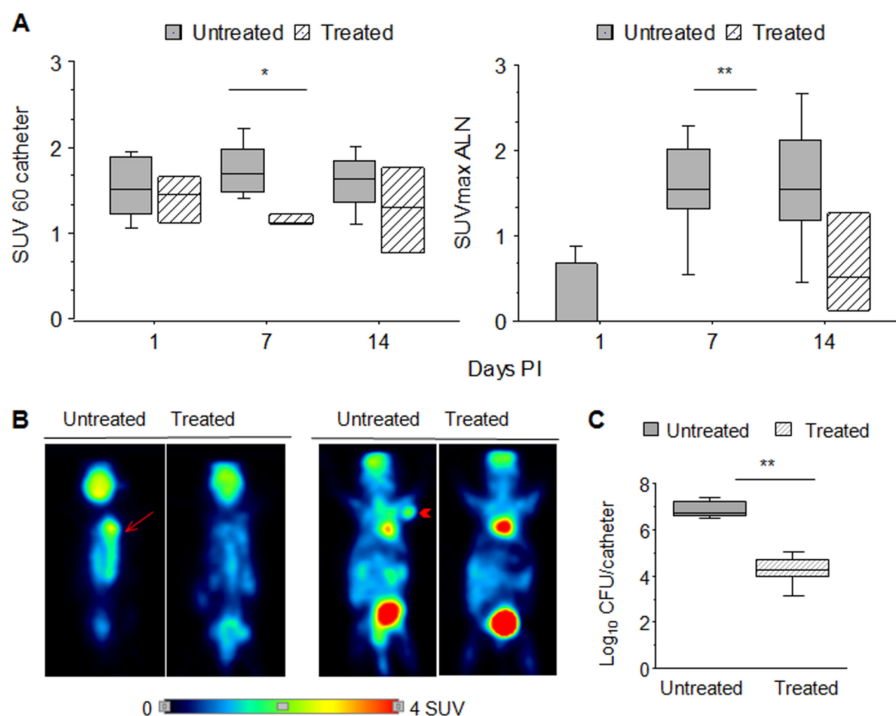 A
Untreated Treated
Untreated Treated
SUV 60 catheter
3
2
1
0
*
1 7 14
SUVmax ALN
3
2
1
0
**
1 7 14
Days PI
B
Untreated Treated
Untreated Treated
0 4 SUV
C
Untreated Treated
**
Log₁₀ CFU/catheter
8
6
4
2
0
Untreated Treated